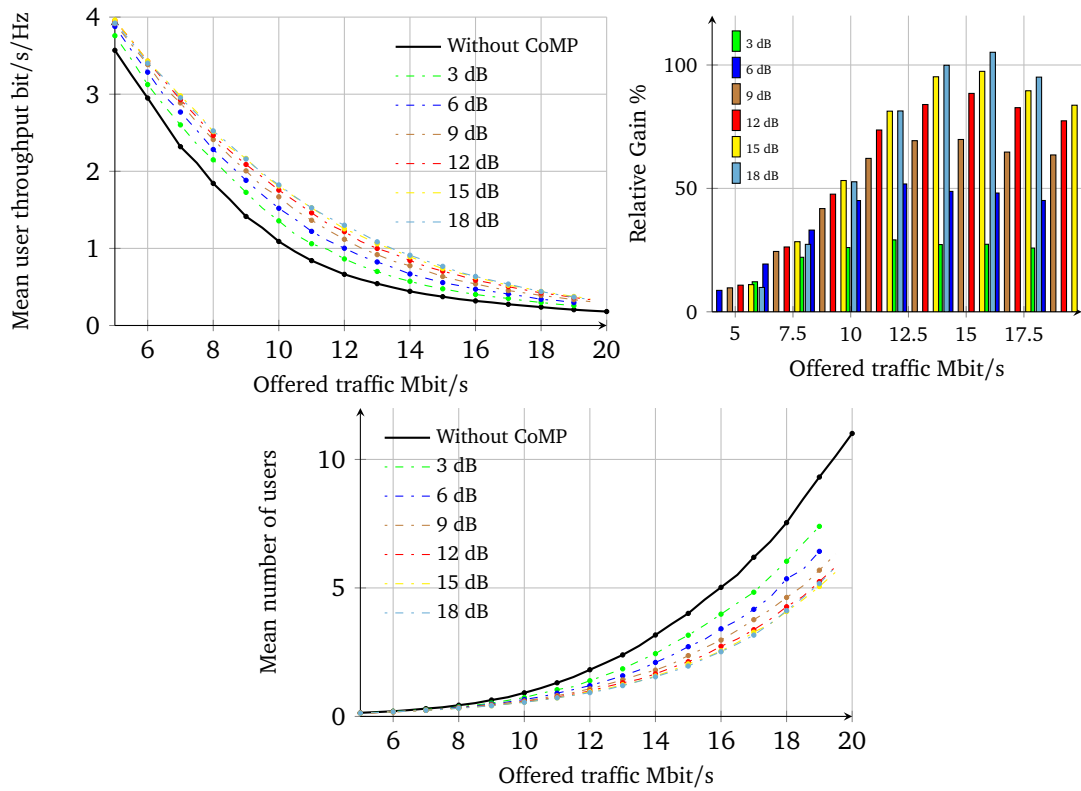 Mean user throughput bit/s/Hz
4
3
2
1
0
6 8 10 12 14 16 18 20
Offered traffic Mbit/s
Without CoMP
3 dB
6 dB
9 dB
12 dB
15 dB
18 dB
Relative Gain %
100
50
0
5 7.5 10 12.5 15 17.5
Offered traffic Mbit/s
3 dB
6 dB
9 dB
12 dB
15 dB
18 dB
Mean number of users
10
5
0
6 8 10 12 14 16 18 20
Offered traffic Mbit/s
Without CoMP
3 dB
6 dB
9 dB
12 dB
15 dB
18 dB